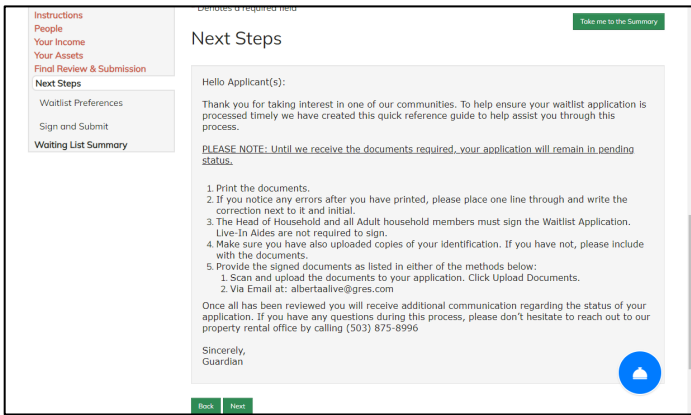 Denotes a required field
Instructions
People
Your Income
Your Assets
Final Review & Submission
Next Steps
Waitlist Preferences
Sign and Submit
Waiting List Summary
Take me to the Summary
Next Steps
Hello Applicant(s):
Thank you for taking interest in one of our communities. To help ensure your waitlist application is
processed timely we have created this quick reference guide to help assist you through this
process.
PLEASE NOTE: Until we receive the documents required, your application will remain in pending
status.
1. Print the documents.
2. If you notice any errors after you have printed, please place one line through and write the
correction next to it and initial.
3. The Head of Household and all Adult household members must sign the Waitlist Application.
Live-In Aides are not required to sign.
4. Make sure you have also uploaded copies of your identification. If you have not, please include
with the documents.
5. Provide the signed documents as listed in either of the methods below:
1. Scan and upload the documents to your application. Click Upload Documents.
2. Via Email at: albertaalive@gres.com
Once all has been reviewed you will receive additional communication regarding the status of your
application. If you have any questions during this process, please don't hesitate to reach out to our
property rental office by calling (503) 875-8996
Sincerely,
Guardian
Back
Next